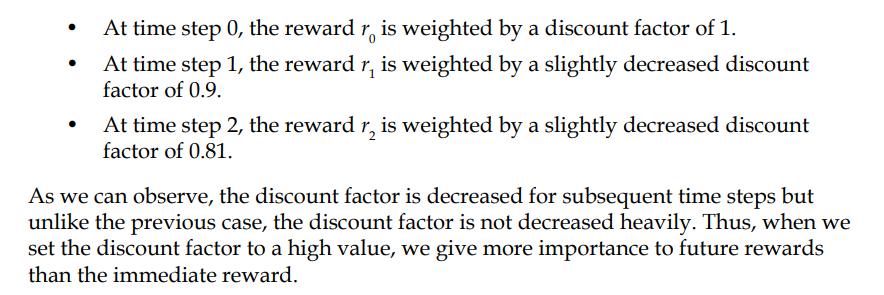 • At time step 0, the reward r₀ is weighted by a discount factor of 1.
• At time step 1, the reward r₁ is weighted by a slightly decreased discount
factor of 0.9.
• At time step 2, the reward r₂ is weighted by a slightly decreased discount
factor of 0.81.
As we can observe, the discount factor is decreased for subsequent time steps but
unlike the previous case, the discount factor is not decreased heavily. Thus, when we
set the discount factor to a high value, we give more importance to future rewards
than the immediate reward.